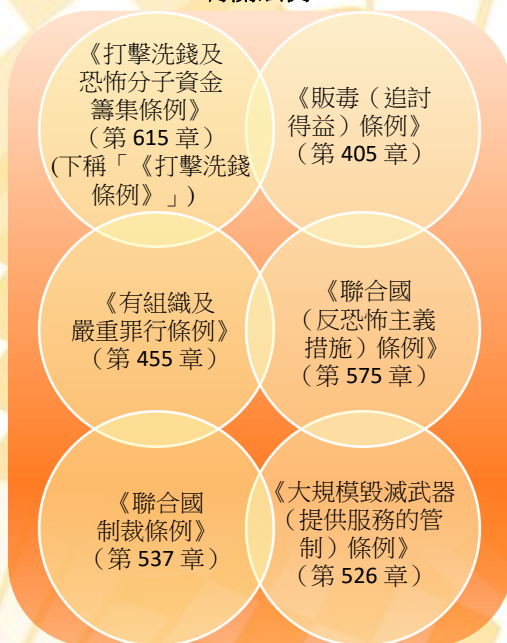 《打擊洗錢及
恐怖分子資金
籌集條例》
（第 615 章）
(下稱「《打擊洗錢
條例》」)
《販毒（追討
得益）條例》
（第 405 章）
《有組織及
嚴重罪行條例》
（第 455 章）
《聯合國
（反恐怖主義
措施）條例》
（第 575 章）
《聯合國
制裁條例》
（第 537 章）
《大規模毀滅武器
（提供服務的管
制）條例》
（第 526 章）